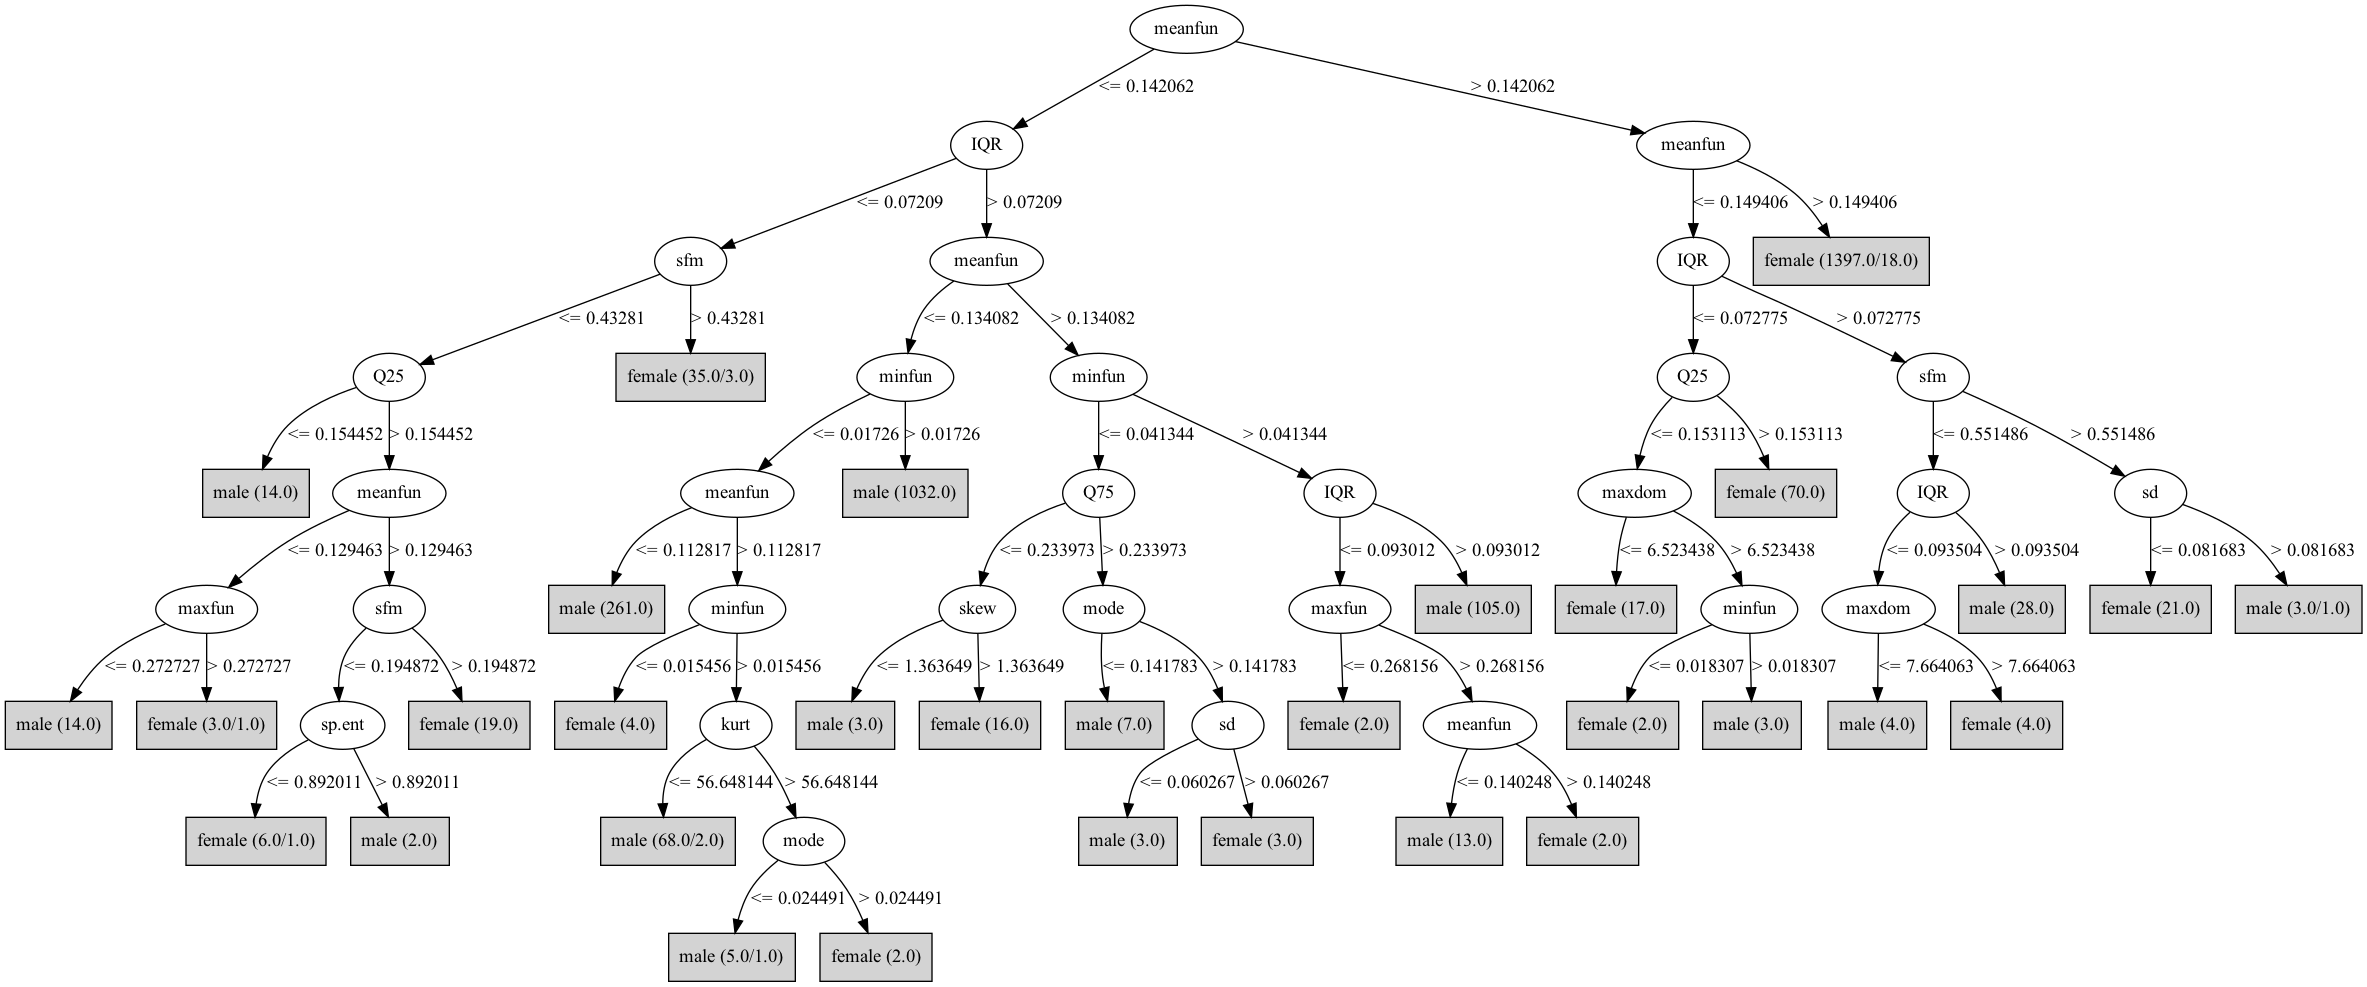 meanfun
<= 0.142062
> 0.142062
IQR
meanfun
<= 0.07209
> 0.07209
<= 0.149406
> 0.149406
sfm
meanfun
IQR
female (1397.0/18.0)
<= 0.43281
> 0.43281
<= 0.134082
> 0.134082
<= 0.072775
> 0.072775
Q25
female (35.0/3.0)
minfun
minfun
Q25
sfm
<= 0.154452
> 0.154452
<= 0.01726
> 0.01726
<= 0.041344
> 0.041344
<= 0.153113
> 0.153113
<= 0.551486
> 0.551486
male (14.0)
meanfun
meanfun
male (1032.0)
Q75
IQR
maxdom
female (70.0)
IQR
sd
<= 0.129463
> 0.129463
<= 0.112817
> 0.112817
<= 0.233973
> 0.233973
<= 0.093012
> 0.093012
<= 6.523438
> 6.523438
<= 0.093504
> 0.093504
<= 0.081683
> 0.081683
maxfun
sfm
male (261.0)
minfun
skew
mode
maxfun
male (105.0)
female (17.0)
minfun
maxdom
male (28.0)
female (21.0)
male (3.0/1.0)
<= 0.272727
> 0.272727
<= 0.194872
> 0.194872
<= 0.015456
> 0.015456
<= 1.363649
> 1.363649
<= 0.141783
> 0.141783
<= 0.268156
> 0.268156
<= 0.018307
> 0.018307
<= 7.664063
> 7.664063
male (14.0)
female (3.0/1.0)
sp.ent
female (19.0)
female (4.0)
kurt
male (3.0)
female (16.0)
male (7.0)
sd
female (2.0)
meanfun
female (2.0)
male (3.0)
male (4.0)
female (4.0)
<= 0.892011
> 0.892011
<= 56.648144
> 56.648144
<= 0.060267
> 0.060267
<= 0.140248
> 0.140248
female (6.0/1.0)
male (2.0)
male (68.0/2.0)
mode
male (3.0)
female (3.0)
male (13.0)
female (2.0)
<= 0.024491
> 0.024491
male (5.0/1.0)
female (2.0)